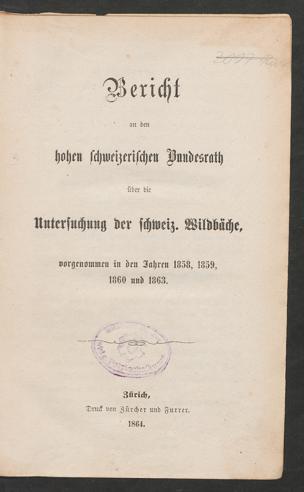 Bericht
an den
hohen schweizerischen Bundesrath
über die
Untersuchung der schweiz. Wildbäche,
vorgenommen in den Jahren 1858, 1859,
1860 und 1863.
Zürich,
Druck von Zürcher und Furrer.
1864.